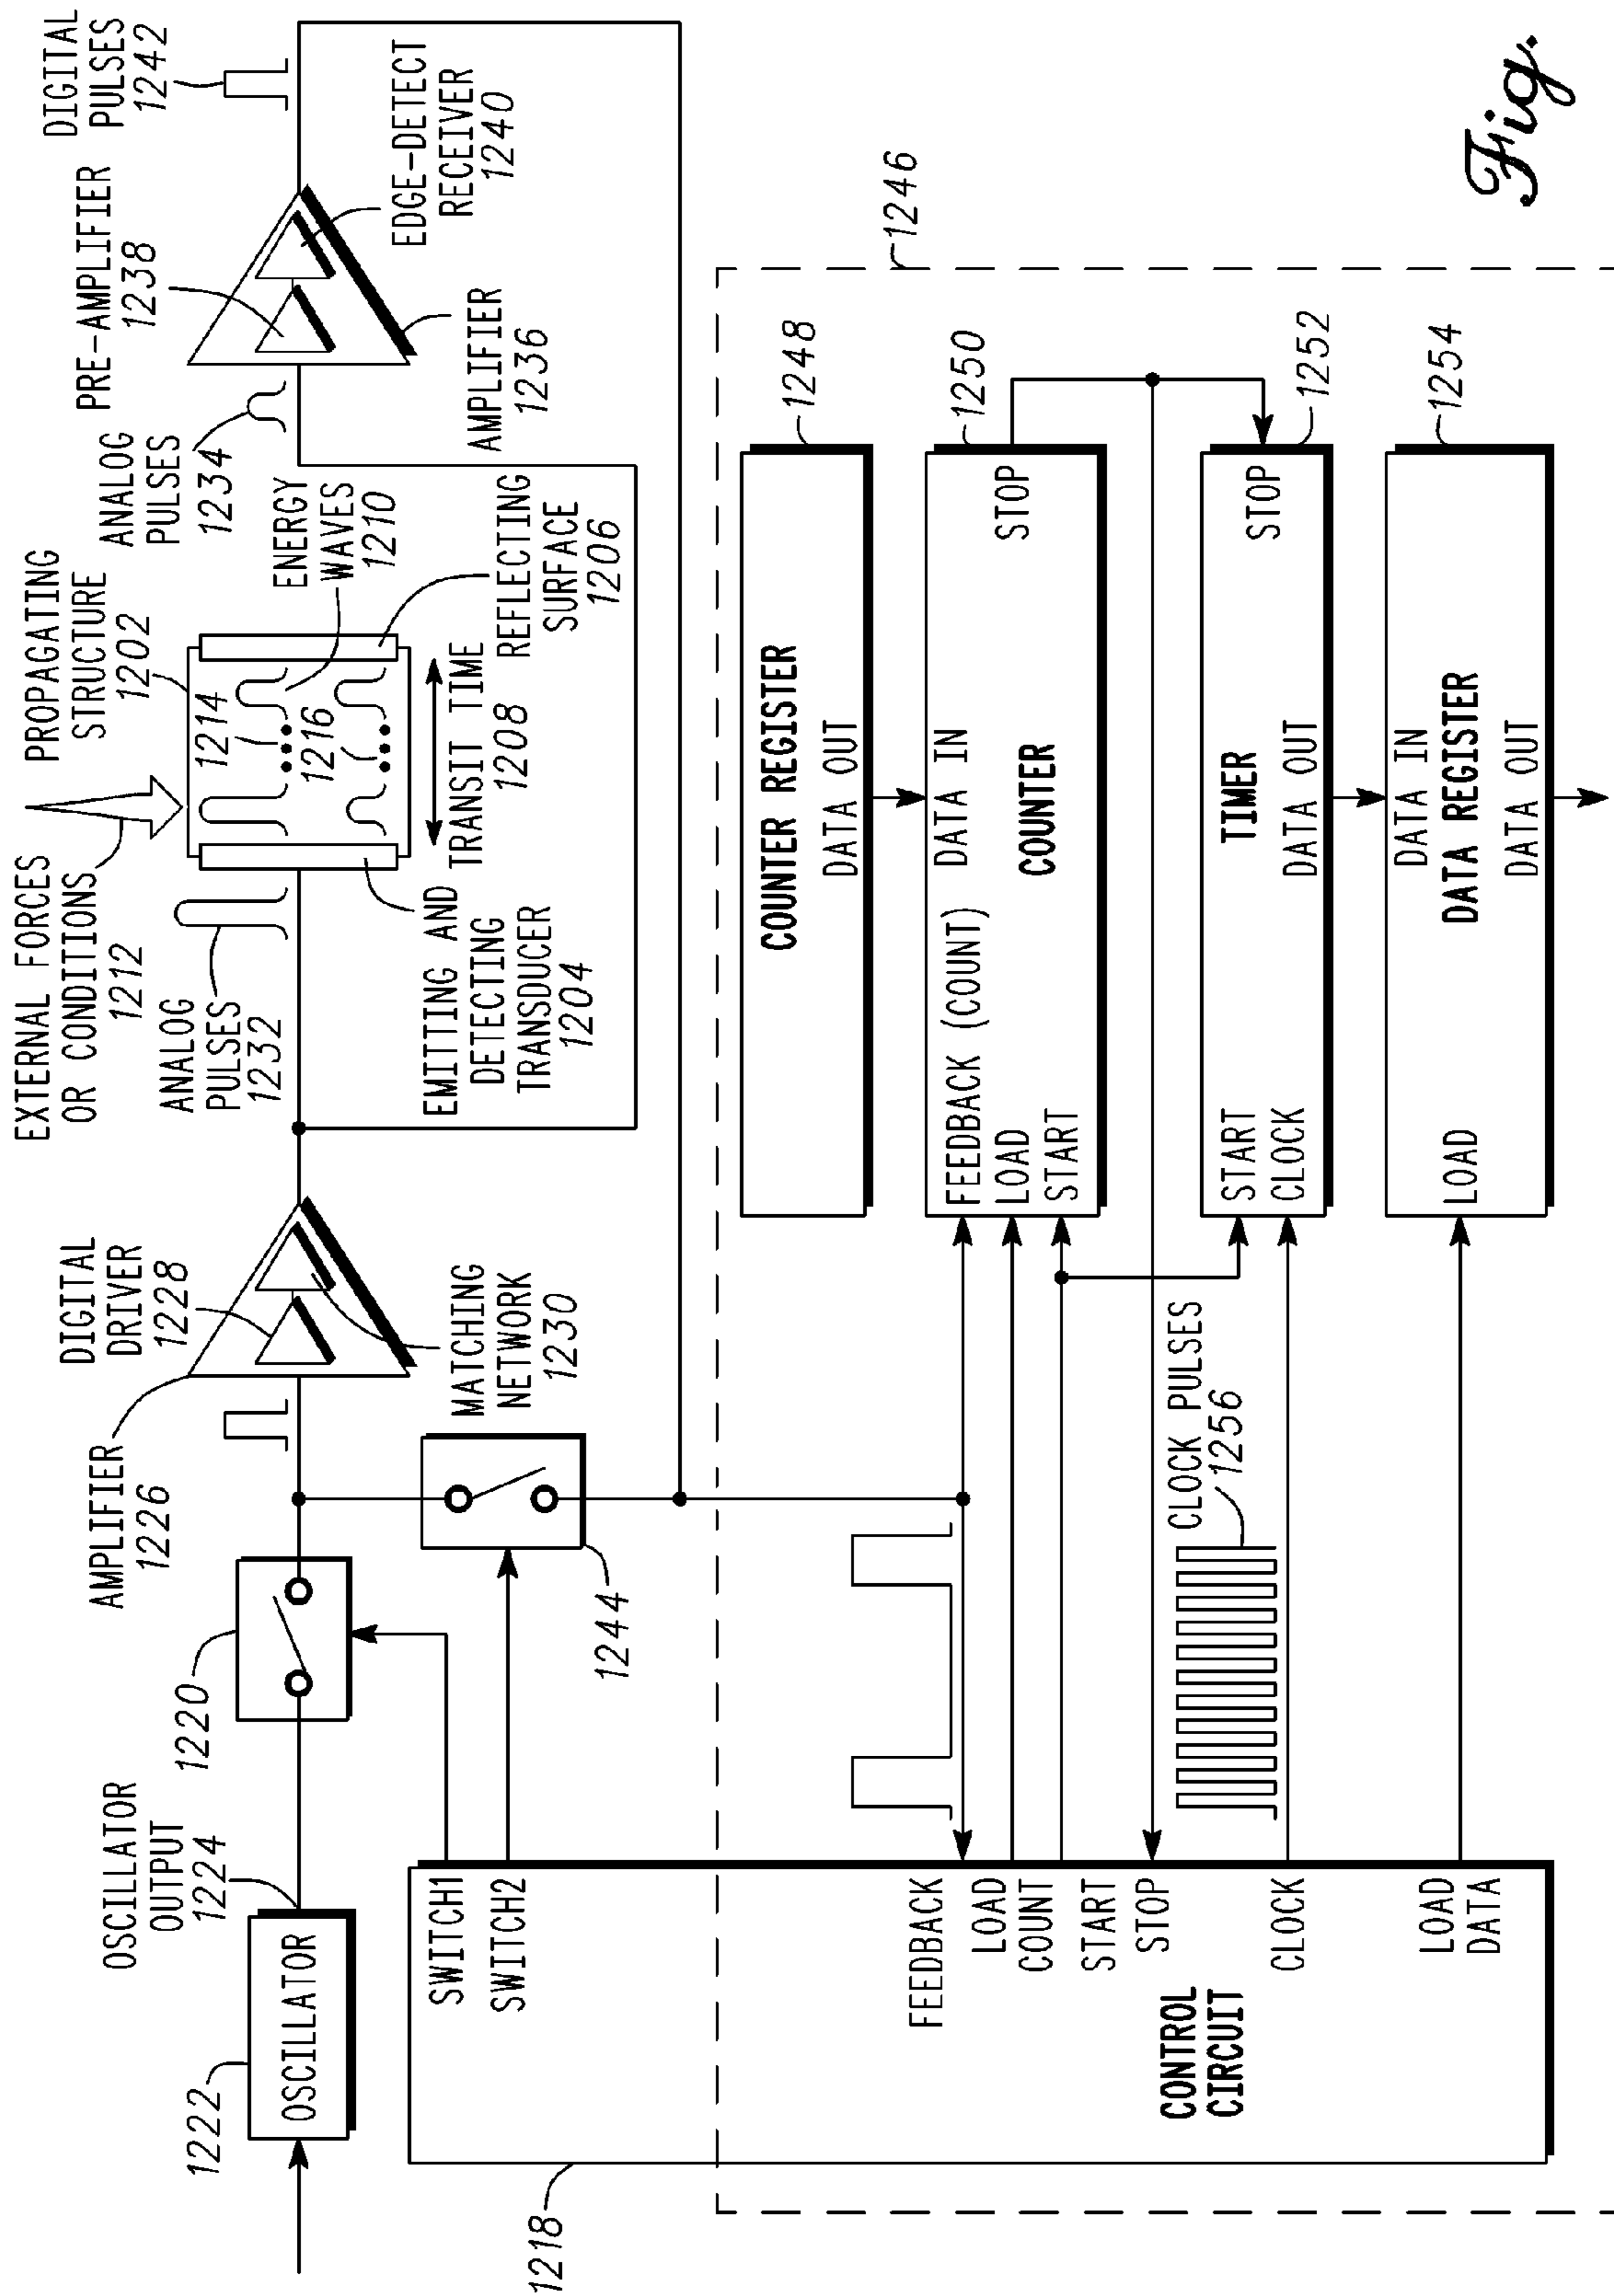 OSCILLATOR
1222
OSCILLATOR
OUTPUT
1224
1220
AMPLIFIER
1226
DIGITAL
DRIVER
1228
MATCHING
NETWORK
1230
1244
EXTERNAL FORCES
OR CONDITIONS
1212
ANALOG
PULSES
1232
PROPAGATING
STRUCTURE
1202
1214
1216
EMITTING AND
DETECTING
TRANSDUCER
1204
TRANSIT TIME
1208
ENERGY
WAVES
1210
REFLECTING
SURFACE
1206
ANALOG
PULSES
1234
PRE-AMPLIFIER
1238
AMPLIFIER
1236
EDGE-DETECT
RECEIVER
1240
DIGITAL
PULSES
1242
1218
SWITCH1
SWITCH2
FEEDBACK
LOAD
COUNT
START
STOP
CLOCK
LOAD
DATA
CONTROL
CIRCUIT
CLOCK PULSES
1256
1246
COUNTER REGISTER
DATA OUT
1248
FEEDBACK (COUNT)
LOAD
START
DATA IN
COUNTER
STOP
1250
START
CLOCK
TIMER
DATA OUT
STOP
1252
LOAD
DATA IN
DATA REGISTER
DATA OUT
1254
Fig.